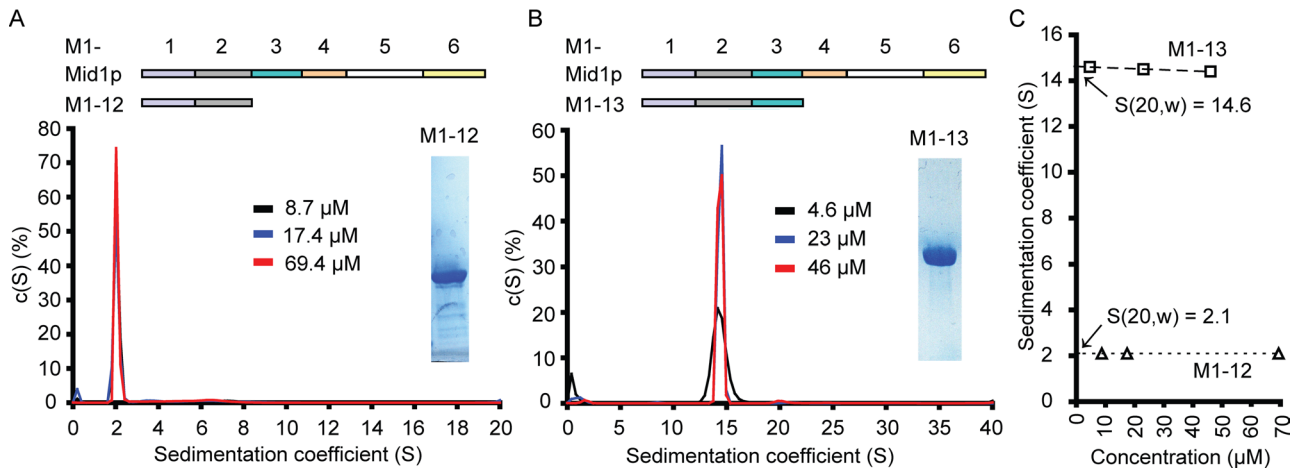 A
M1- 1 2 3 4 5 6
Mid1p
M1-12
80
70
60
50
40
30
20
10
0
c(S) (%)
8.7 µM
17.4 µM
69.4 µM
M1-12
0 2 4 6 8 10 12 14 16 18 20
Sedimentation coefficient (S)
B
M1- 1 2 3 4 5 6
Mid1p
M1-13
60
50
40
30
20
10
0
c(S) (%)
4.6 µM
23 µM
46 µM
M1-13
0 5 10 15 20 25 30 35 40
Sedimentation coefficient (S)
C
16
14
12
10
8
6
4
2
0
Sedimentation coefficient (S)
M1-13
S(20,w) = 14.6
S(20,w) = 2.1
M1-12
0 10 20 30 40 50 60 70
Concentration (µM)